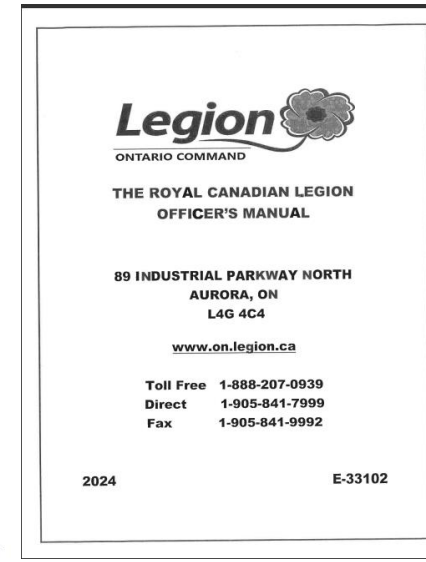 Legion
ONTARIO COMMAND
THE ROYAL CANADIAN LEGION
OFFICER'S MANUAL
89 INDUSTRIAL PARKWAY NORTH
AURORA, ON
L4G 4C4
www.on.legion.ca
Toll Free 1-888-207-0939
Direct 1-905-841-7999
Fax 1-905-841-9992
2024 E-33102